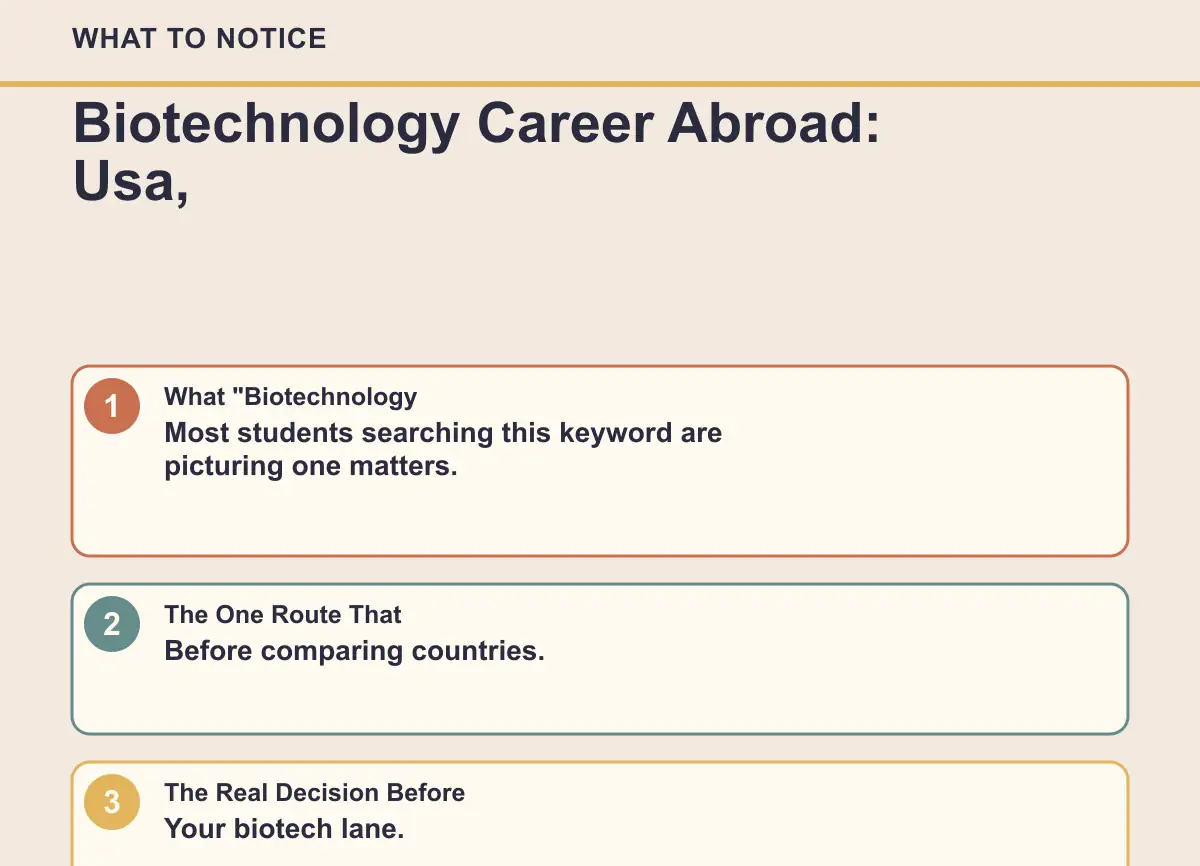 WHAT TO NOTICE
Biotechnology Career Abroad:
Usa,
1
What "Biotechnology
Most students searching this keyword are
picturing one matters.
2
The One Route That
Before comparing countries.
3
The Real Decision Before
Your biotech lane.